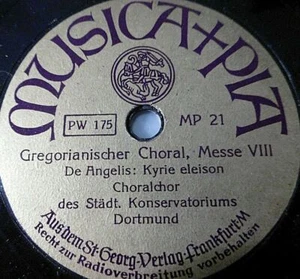 MUSICA+PIA
PW 175 MP 21
Gregorianischer Choral, Messe VIII
De Angelis: Kyrie eleison
Choralchor
des Städt. Konservatoriums
Dortmund
Aus dem St. Georg-Verlag-Frankfurt-M
Recht zur Radioverbreitung vorbehalten